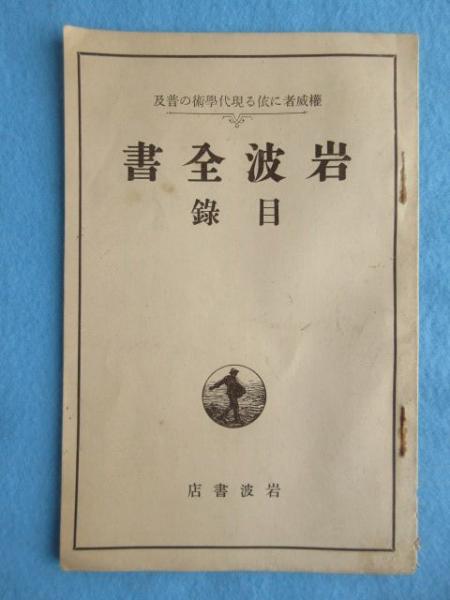 權威者に依る現代學術の普及
岩波全書
目錄
岩波書店